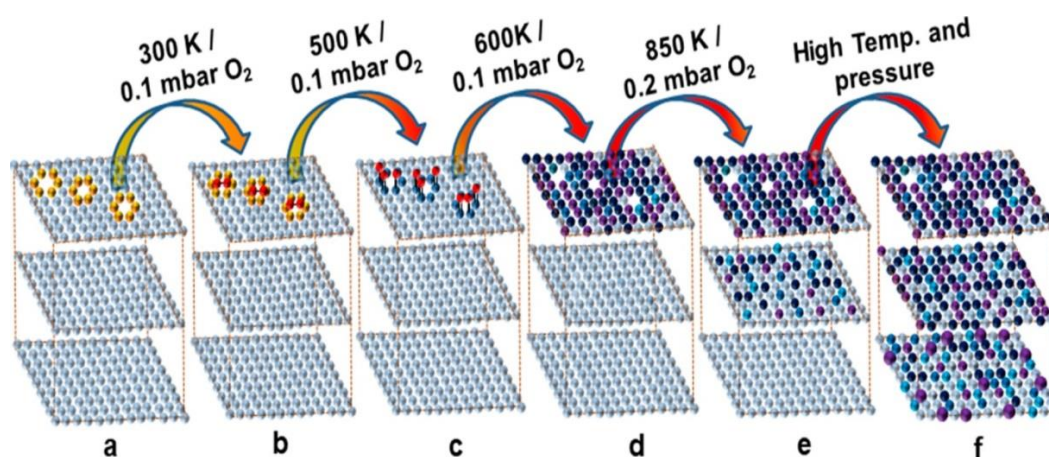 300 K /
0.1 mbar O₂
500 K /
0.1 mbar O₂
600K /
0.1 mbar O₂
850 K /
0.2 mbar O₂
High Temp. and
pressure
a b c d e f